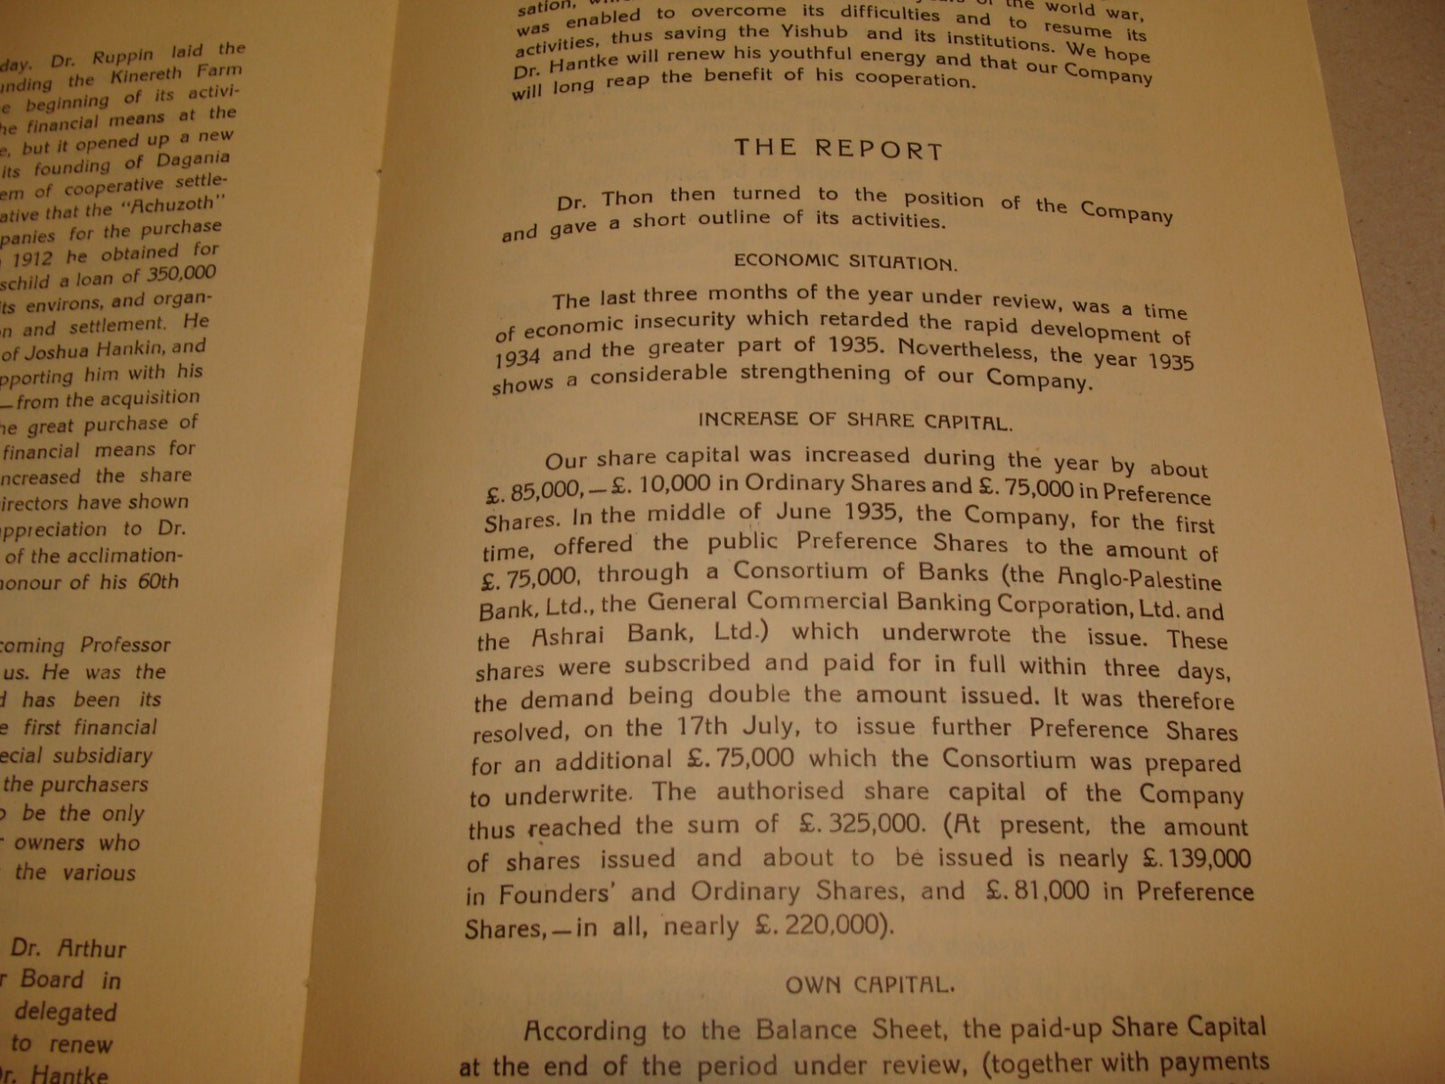 day. Dr. Ruppin laid the
unding the Kinereth Farm
e beginning of its activi-
he financial means at the
e, but it opened up a new
its founding of Dagania
em of cooperative settle-
ative that the "Achuzoth"
panies for the purchase
1912 he obtained for
schild a loan of 350,000
its environs, and organ-
on and settlement. He
of Joshua Hankin, and
pporting him with his
—from the acquisition
he great purchase of
financial means for
ncreased the share
irectors have shown
appreciation to Dr.
of the acclimation-
honour of his 60th
coming Professor
us. He was the
d has been its
e first financial
ecial subsidiary
the purchasers
o be the only
r owners who
the various
Dr. Arthur
r Board in
delegated
to renew
Dr. Hantke
sation, of the world war,
was enabled to overcome its difficulties and to resume its
activities, thus saving the Yishub and its institutions. We hope
Dr. Hantke will renew his youthful energy and that our Company
will long reap the benefit of his cooperation.
THE REPORT
Dr. Thon then turned to the position of the Company
and gave a short outline of its activities.
ECONOMIC SITUATION.
The last three months of the year under review, was a time
of economic insecurity which retarded the rapid development of
1934 and the greater part of 1935. Nevertheless, the year 1935
shows a considerable strengthening of our Company.
INCREASE OF SHARE CAPITAL.
Our share capital was increased during the year by about
£. 85,000,—£. 10,000 in Ordinary Shares and £. 75,000 in Preference
Shares. In the middle of June 1935, the Company, for the first
time, offered the public Preference Shares to the amount of
£. 75,000, through a Consortium of Banks (the Anglo-Palestine
Bank, Ltd., the General Commercial Banking Corporation, Ltd. and
the Ashrai Bank, Ltd.) which underwrote the issue. These
shares were subscribed and paid for in full within three days,
the demand being double the amount issued. It was therefore
resolved, on the 17th July, to issue further Preference Shares
for an additional £. 75,000 which the Consortium was prepared
to underwrite. The authorised share capital of the Company
thus reached the sum of £. 325,000. (At present, the amount
of shares issued and about to be issued is nearly £. 139,000
in Founders' and Ordinary Shares, and £. 81,000 in Preference
Shares,—in all, nearly £. 220,000).
OWN CAPITAL.
According to the Balance Sheet, the paid-up Share Capital
at the end of the period under review, (together with payments